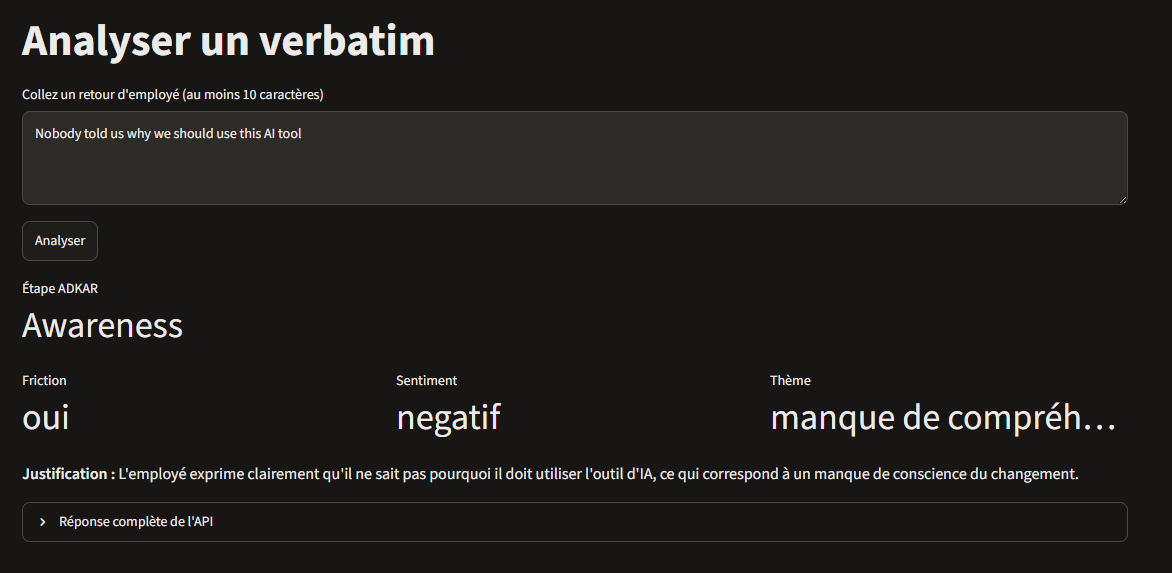 Analyser un verbatim
Collez un retour d'employé (au moins 10 caractères)
Nobody told us why we should use this AI tool
Analyser
Étape ADKAR
Awareness
Friction
Sentiment
Thème
oui
negatif
manque de compréh…
Justification : L'employé exprime clairement qu'il ne sait pas pourquoi il doit utiliser l'outil d'IA, ce qui correspond à un manque de conscience du changement.
Réponse complète de l'API